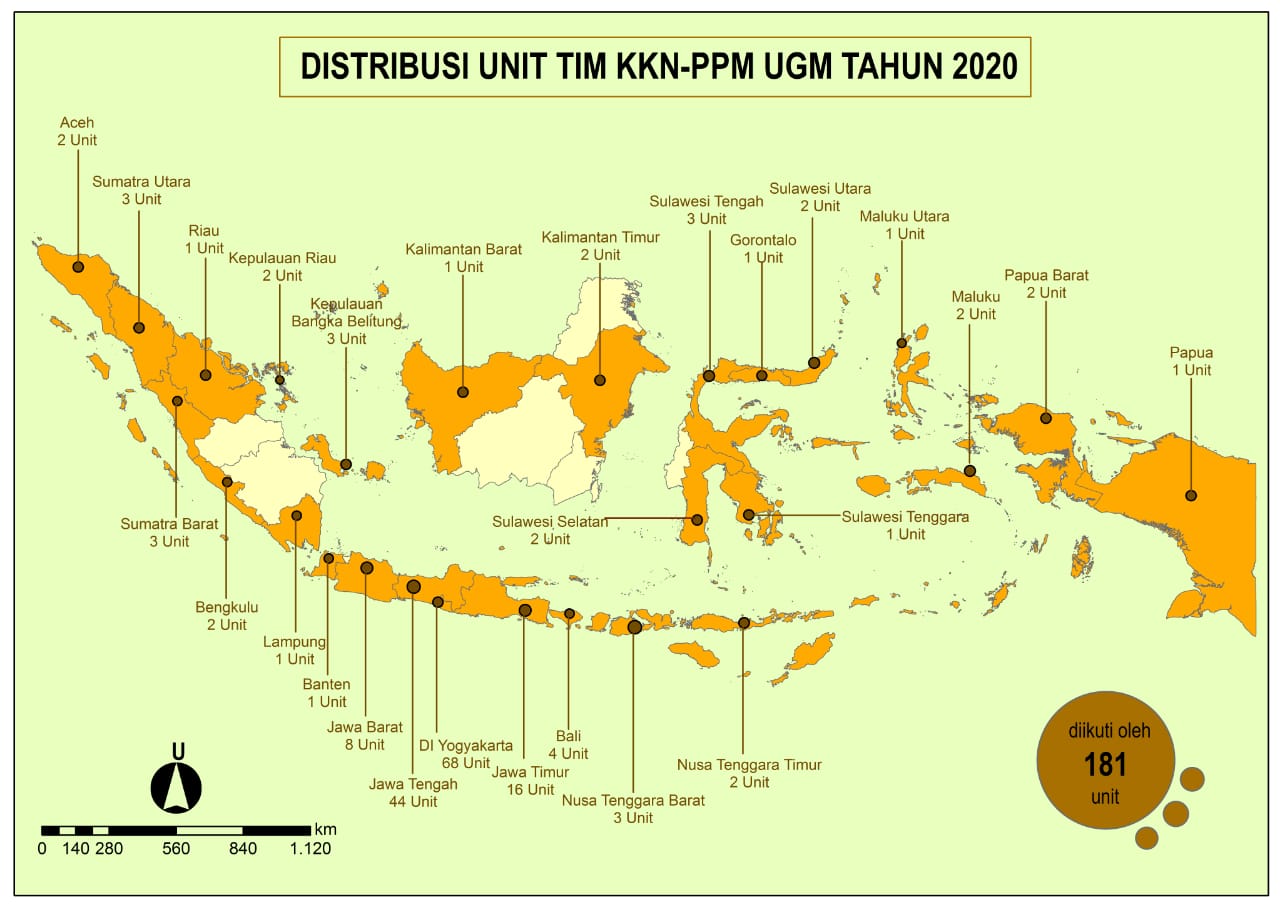 DISTRIBUSI UNIT TIM KKN-PPM UGM TAHUN 2020
Aceh
2 Unit
Sumatra Utara
3 Unit
Riau
1 Unit
Kepulauan Riau
2 Unit
Kepulauan
Bangka Belitung
3 Unit
Kalimantan Barat
1 Unit
Kalimantan Timur
2 Unit
Sulawesi Tengah
3 Unit
Gorontalo
1 Unit
Sulawesi Utara
2 Unit
Maluku Utara
1 Unit
Maluku
2 Unit
Papua Barat
2 Unit
Papua
1 Unit
Sumatra Barat
3 Unit
Sulawesi Selatan
2 Unit
Sulawesi Tenggara
1 Unit
Bengkulu
2 Unit
Lampung
1 Unit
Banten
1 Unit
Jawa Barat
8 Unit
Jawa Tengah
44 Unit
DI Yogyakarta
68 Unit
Jawa Timur
16 Unit
Bali
4 Unit
Nusa Tenggara Barat
3 Unit
Nusa Tenggara Timur
2 Unit
diikuti oleh
181
unit
U
km
0 140 280 560 840 1.120